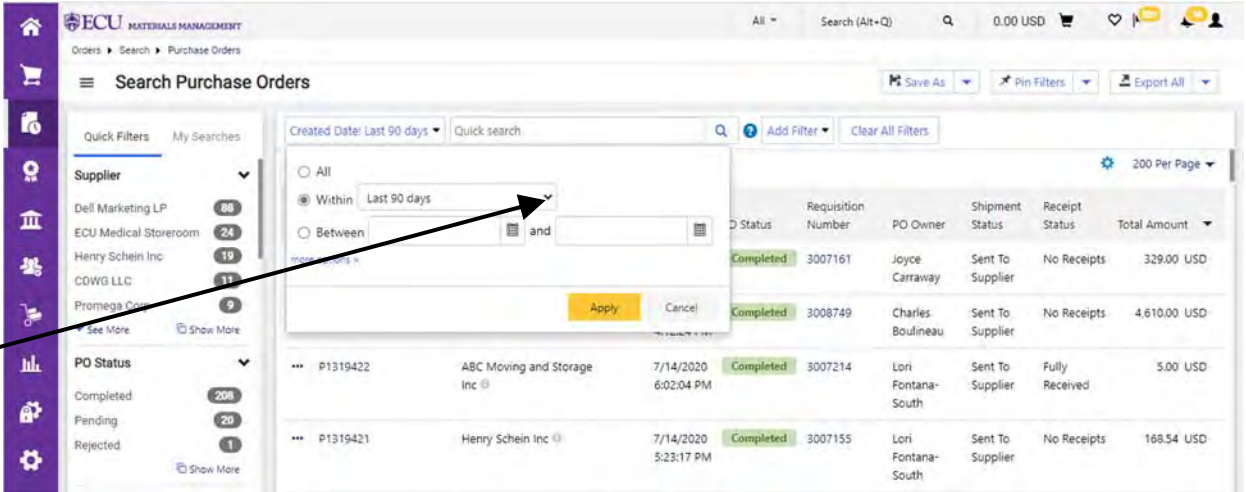 ECU MATERIALS MANAGEMENT
All
Search (Alt+Q)
0.00 USD
Orders Search Purchase Orders
Search Purchase Orders
Save As
Pin Filters
Export All
Quick Filters My Searches
Created Date: Last 90 days
Quick search
Add Filter
Clear All Filters
200 Per Page
Supplier
Dell Marketing LP 88
ECU Medical Storeroom 24
Henry Schein Inc 19
CDWG LLC 11
Promega Corp 9
See More Show More
All
Within Last 90 days
Between and
more options
Apply Cancel
Status
Requisition Number
PO Owner
Shipment Status
Receipt Status
Total Amount
Completed 3007161 Joyce Carraway Sent To Supplier No Receipts 329.00 USD
Completed 3008749 Charles Boulineau Sent To Supplier No Receipts 4,610.00 USD
PO Status
Completed 208
Pending 20
Rejected 1
Show More
P1319422 ABC Moving and Storage Inc 7/14/2020 6:02:04 PM Completed 3007214 Lori Fontana-South Sent To Supplier Fully Received 5.00 USD
P1319421 Henry Schein Inc 7/14/2020 5:23:17 PM Completed 3007155 Lori Fontana-South Sent To Supplier No Receipts 168.54 USD